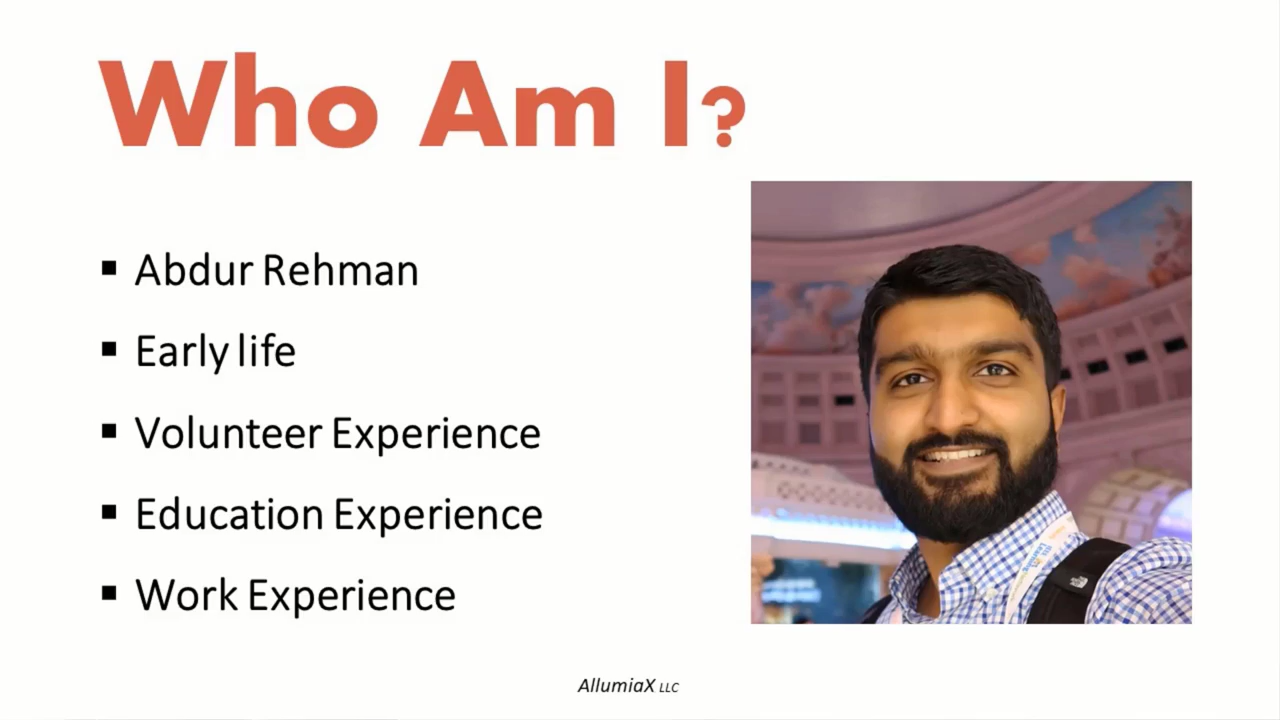 Who Am I?
Abdur Rehman
Early life
Volunteer Experience
Education Experience
Work Experience
AllumiaX LLC